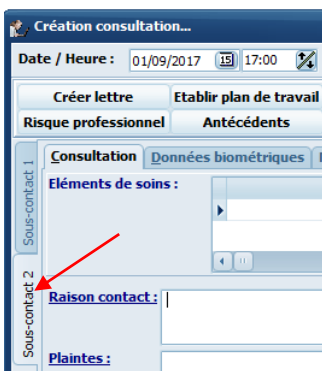 Création consultation...
Date / Heure : 01/09/2017 15 17:00
Créer lettre Etablir plan de travail
Risque professionnel Antécédents
Consultation Données biométriques
Sous-contact 1
Eléments de soins :
Sous-contact 2
Raison contact :
Plaintes :